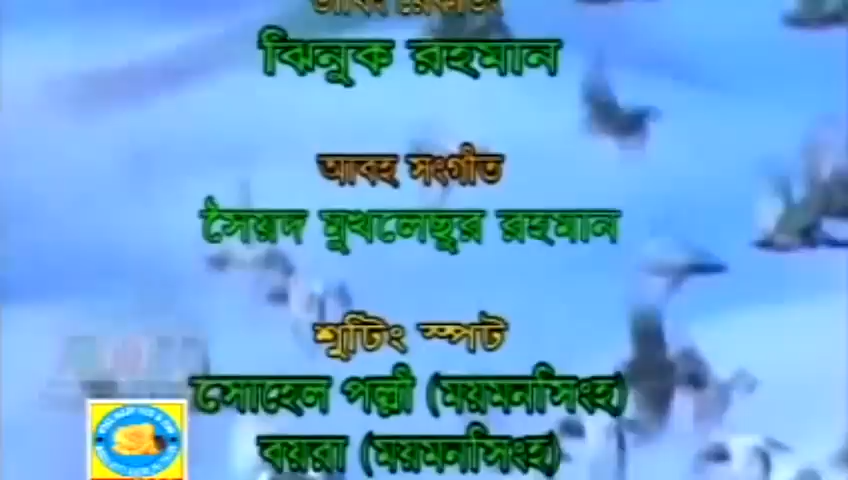 ঝিনুক রহমান
আবহ সংগীত
সৈয়দ মুখলেছুর রহমান
শূটিং স্পট
সোহেল পল্লী (ময়মনসিংহ)
বয়রা (ময়মনসিংহ)